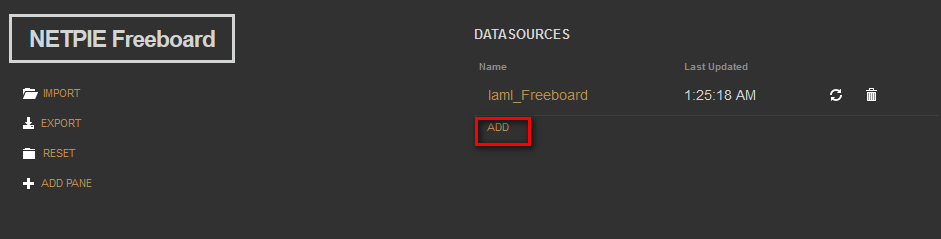 NETPIE Freeboard
IMPORT
EXPORT
RESET
ADD PANE
DATASOURCES
Name Last Updated
Iaml_Freeboard 1:25:18 AM
ADD